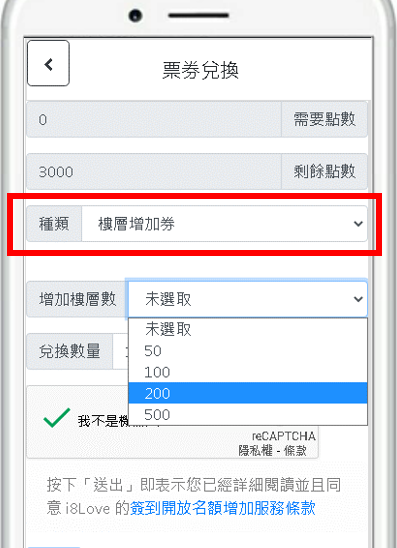 票券兌換
0 需要點數
3000 剩餘點數
種類 樓層增加券
增加樓層數 未選取
未選取
兌換數量
50
100
200
500
我不是機
reCAPTCHA
隱私權 - 條款
按下「送出」即表示您已經詳細閱讀並且同
意 i8Love 的簽到開放名額增加服務條款